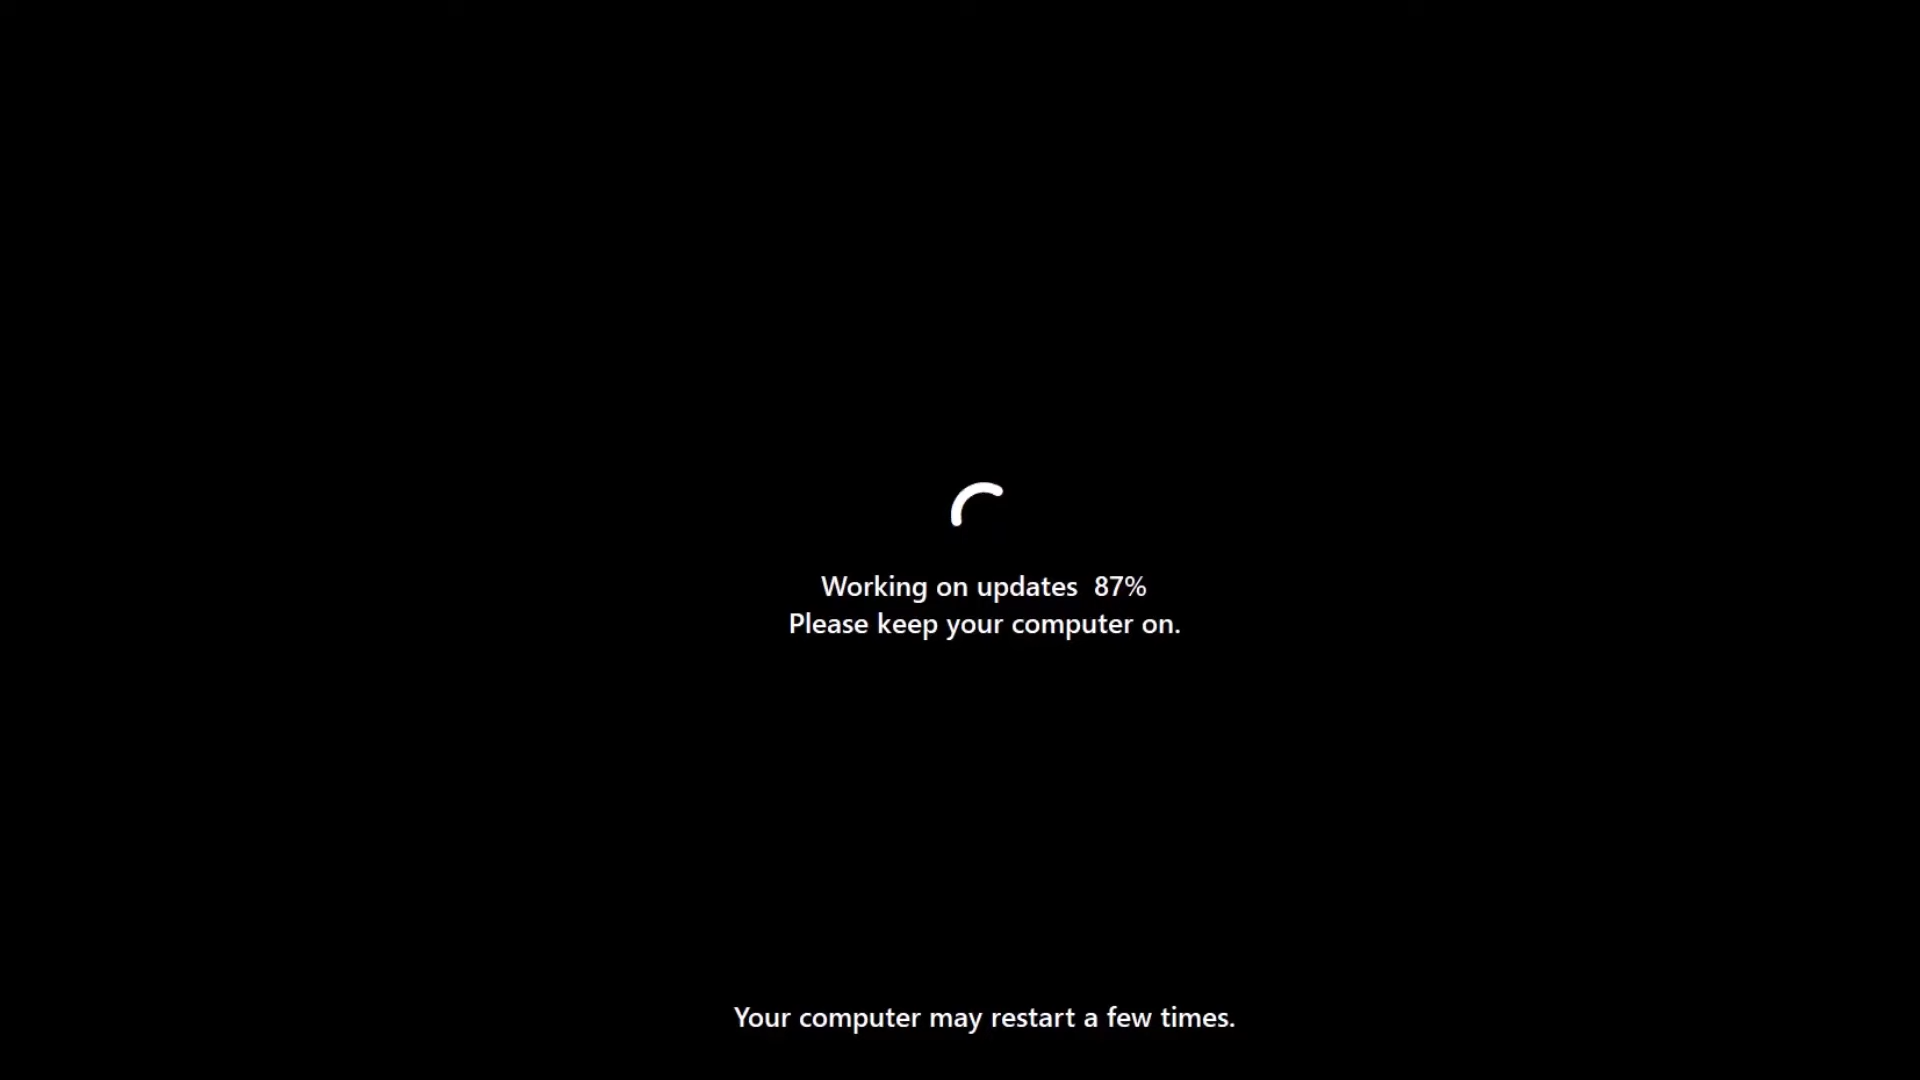 Working on updates  87%
Please keep your computer on.
Your computer may restart a few times.